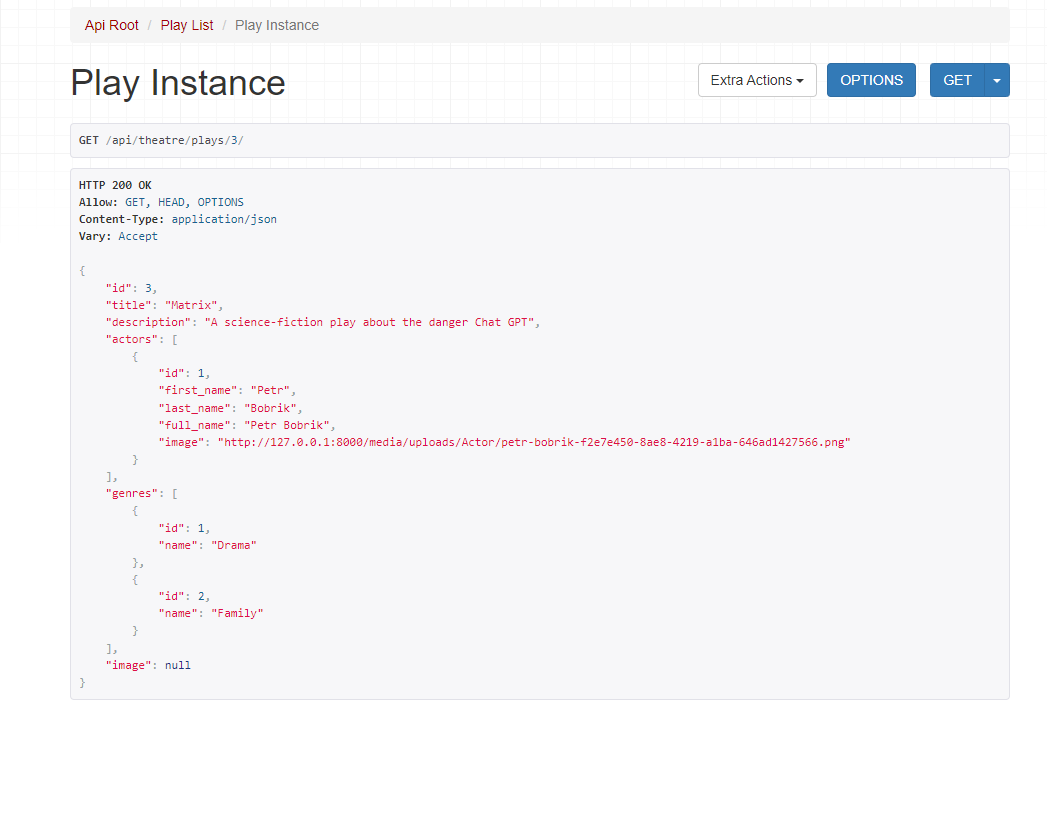 Api Root / Play List / Play Instance
Play Instance
Extra Actions OPTIONS GET
GET /api/theatre/plays/3/
HTTP 200 OK
Allow: GET, HEAD, OPTIONS
Content-Type: application/json
Vary: Accept
{
    "id": 3,
    "title": "Matrix",
    "description": "A science-fiction play about the danger Chat GPT",
    "actors": [
        {
            "id": 1,
            "first_name": "Petr",
            "last_name": "Bobrik",
            "full_name": "Petr Bobrik",
            "image": "http://127.0.0.1:8000/media/uploads/Actor/petr-bobrik-f2e7e450-8ae8-4219-a1ba-646ad1427566.png"
        }
    ],
    "genres": [
        {
            "id": 1,
            "name": "Drama"
        },
        {
            "id": 2,
            "name": "Family"
        }
    ],
    "image": null
}